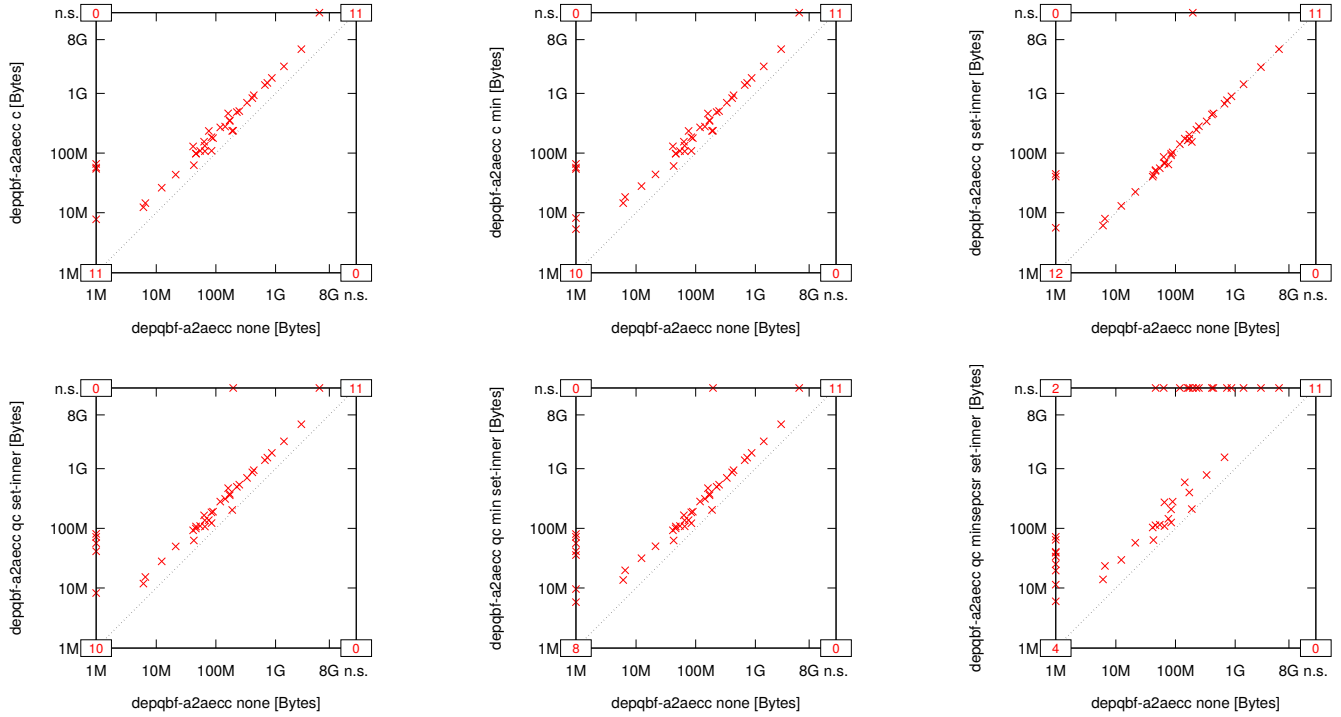 n.s. 0 11
8G
1G
100M
10M
1M 11 0
1M 10M 100M 1G 8G n.s.
depqbf-a2aecc c [Bytes]
depqbf-a2aecc none [Bytes]
n.s. 0 11
8G
1G
100M
10M
1M 10 0
1M 10M 100M 1G 8G n.s.
depqbf-a2aecc c min [Bytes]
depqbf-a2aecc none [Bytes]
n.s. 0 11
8G
1G
100M
10M
1M 12 0
1M 10M 100M 1G 8G n.s.
depqbf-a2aecc q set-inner [Bytes]
depqbf-a2aecc none [Bytes]
n.s. 0 11
8G
1G
100M
10M
1M 10 0
1M 10M 100M 1G 8G n.s.
depqbf-a2aecc qc set-inner [Bytes]
depqbf-a2aecc none [Bytes]
n.s. 0 11
8G
1G
100M
10M
1M 8 0
1M 10M 100M 1G 8G n.s.
depqbf-a2aecc qc min set-inner [Bytes]
depqbf-a2aecc none [Bytes]
n.s. 2 11
8G
1G
100M
10M
1M 4 0
1M 10M 100M 1G 8G n.s.
depqbf-a2aecc qc minsepcsr set-inner [Bytes]
depqbf-a2aecc none [Bytes]